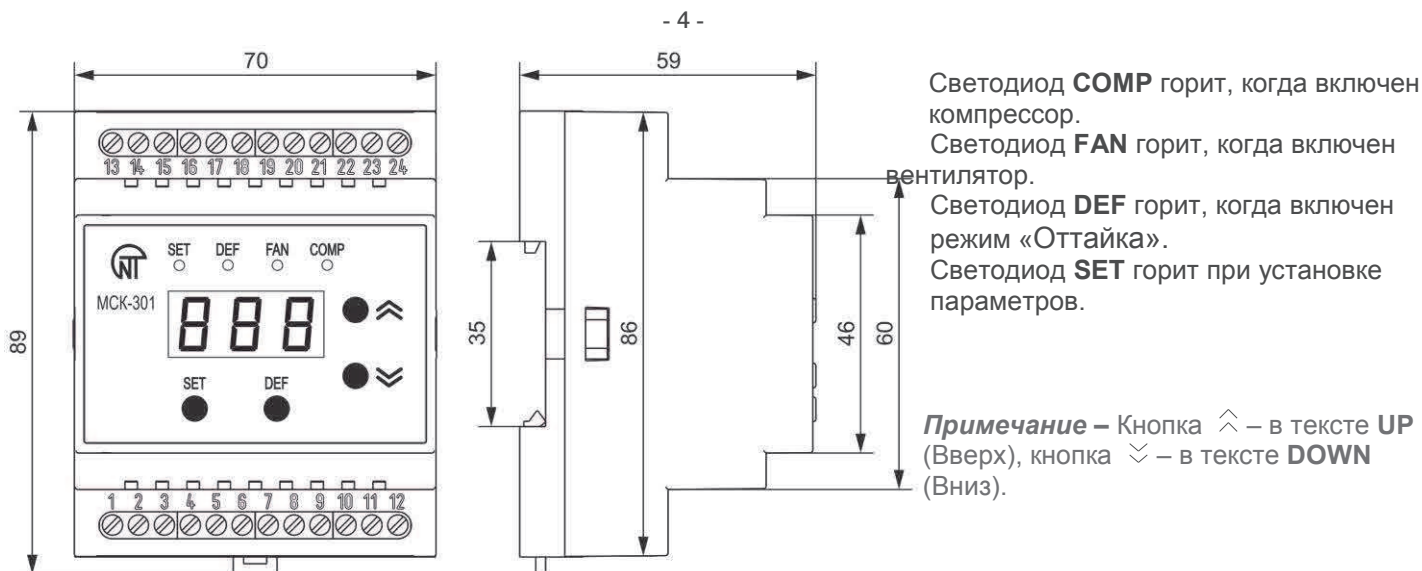 - 4 -
70
59
89
13 14 15 16 17 18 19 20 21 22 23 24
SET DEF FAN COMP
NT
МСК-301
888
SET DEF
1 2 3 4 5 6 7 8 9 10 11 12
35
86
46
60
Светодиод COMP горит, когда включен
компрессор.
Светодиод FAN горит, когда включен
вентилятор.
Светодиод DEF горит, когда включен
режим «Оттайка».
Светодиод SET горит при установке
параметров.
Примечание – Кнопка – в тексте UP
(Вверх), кнопка – в тексте DOWN
(Вниз).